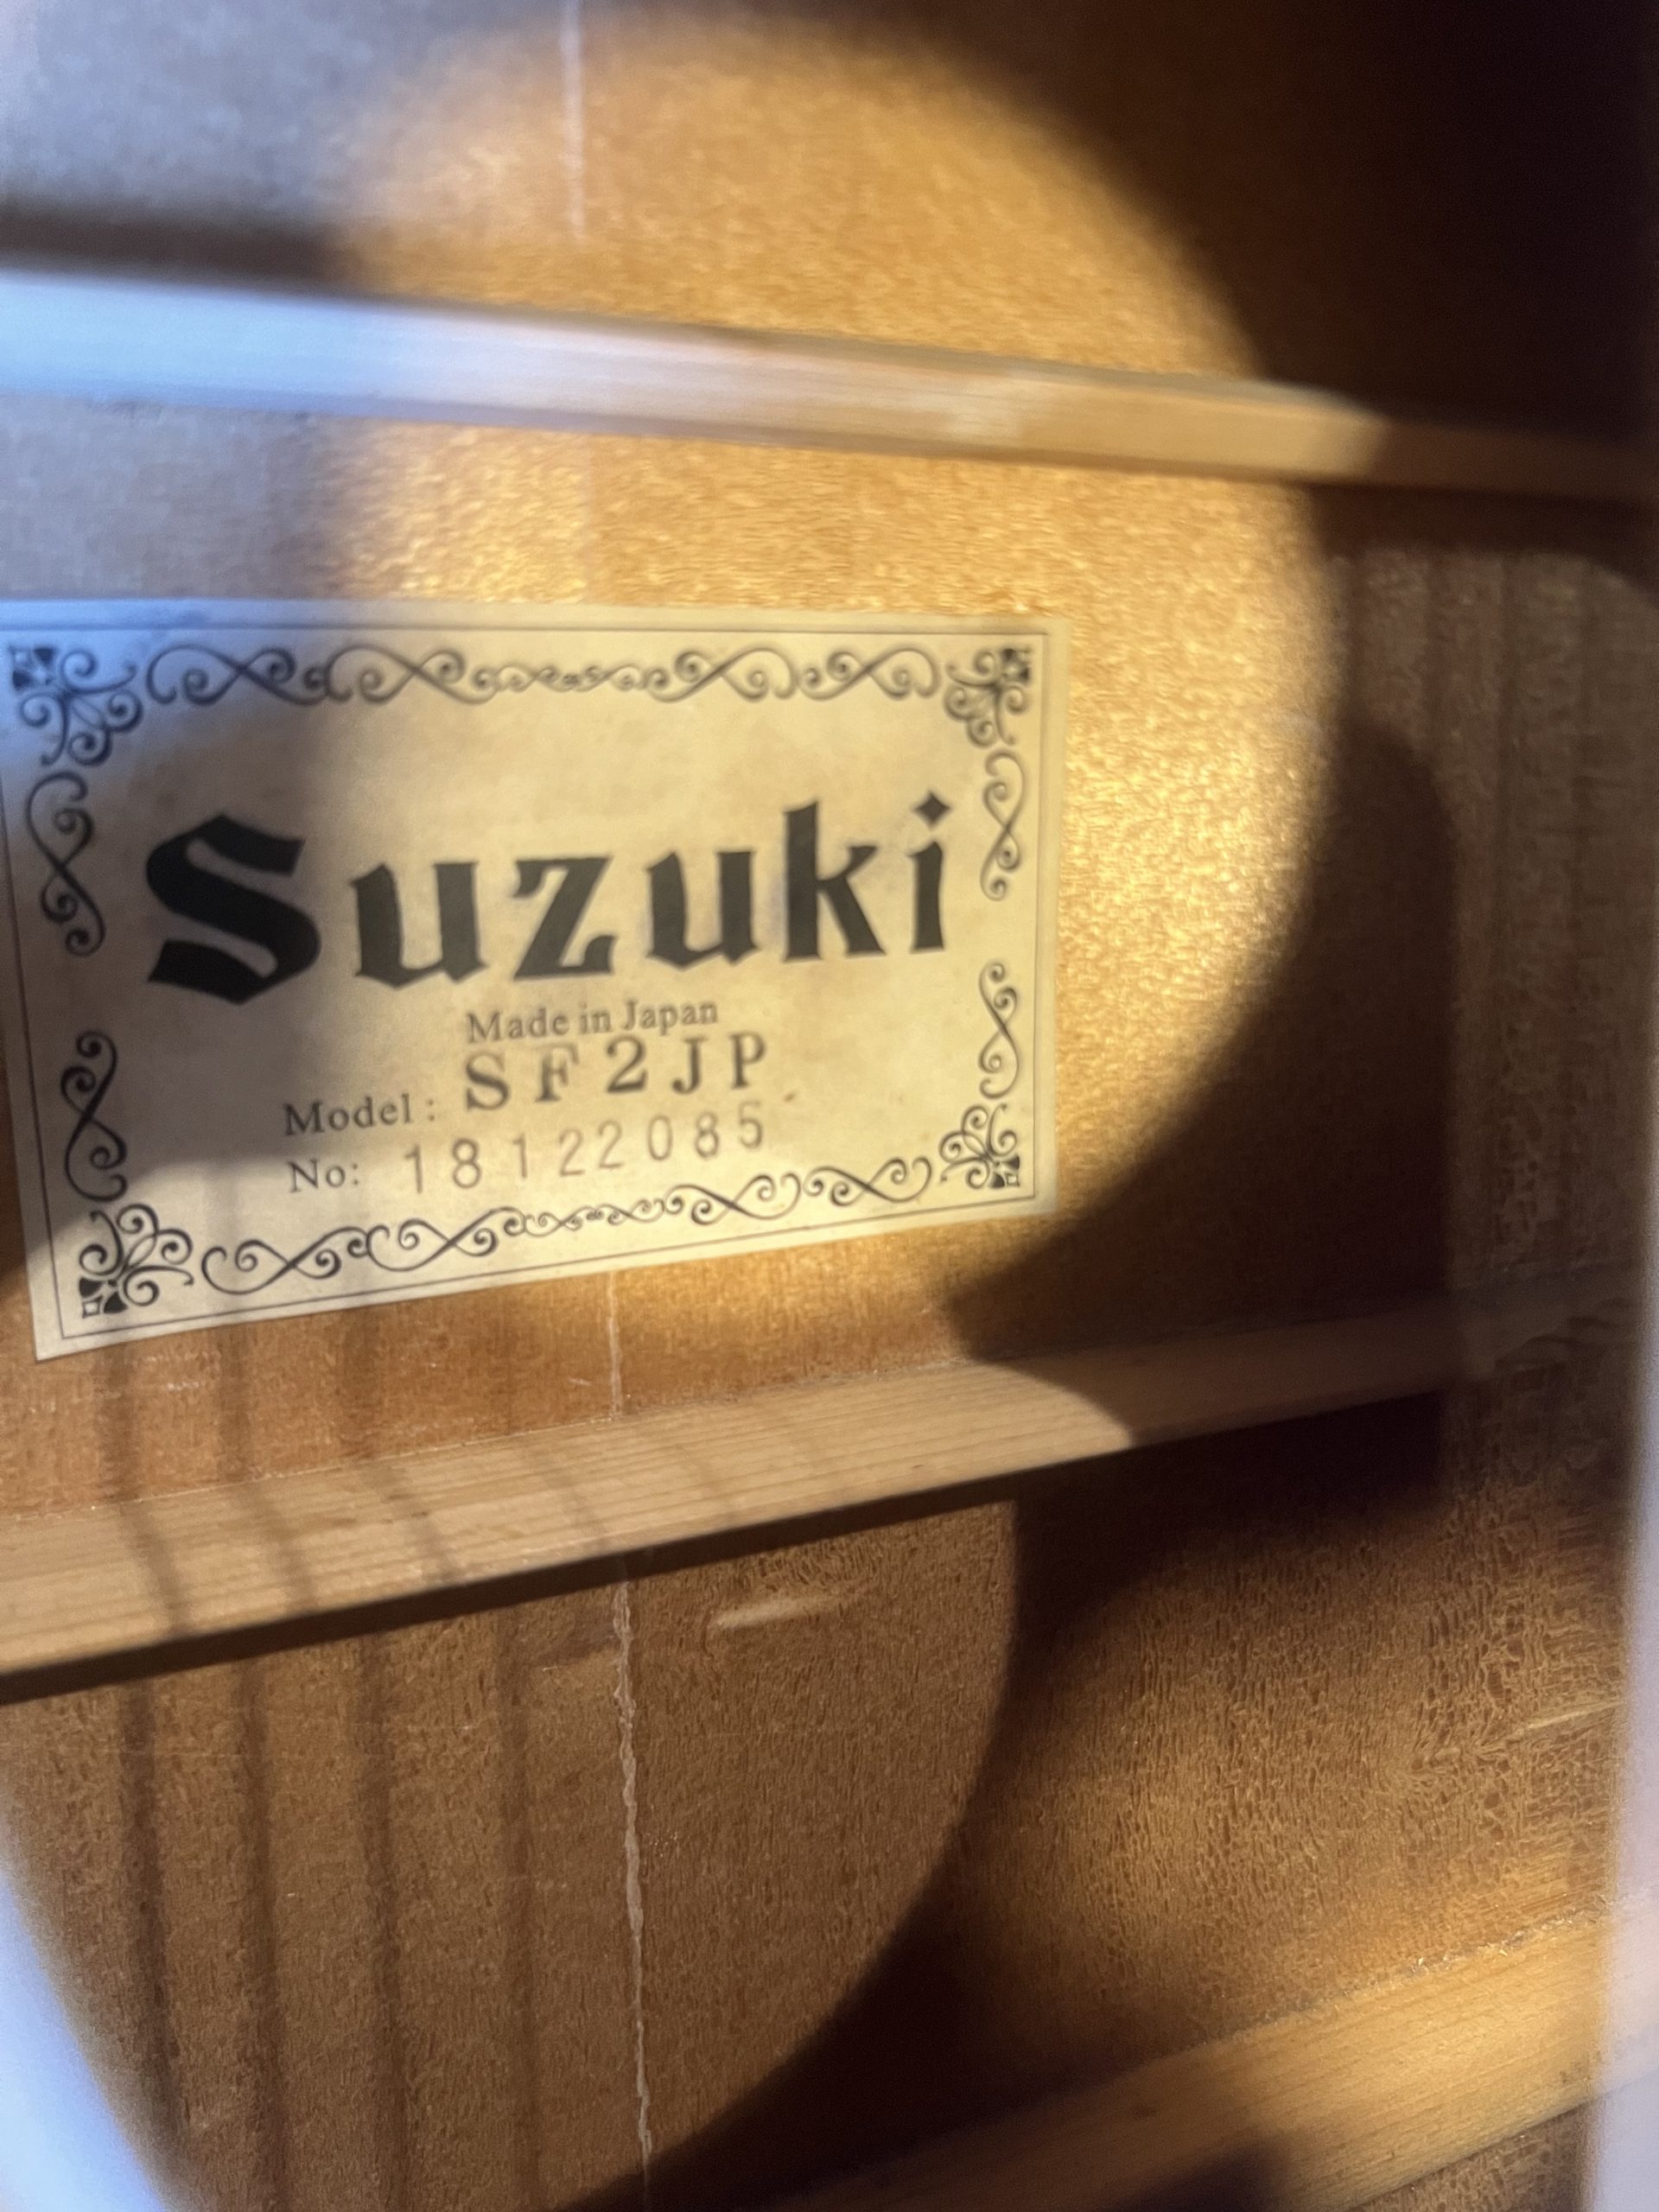 Suzuki
Made in Japan
Model: SF2JP
No: 18122085